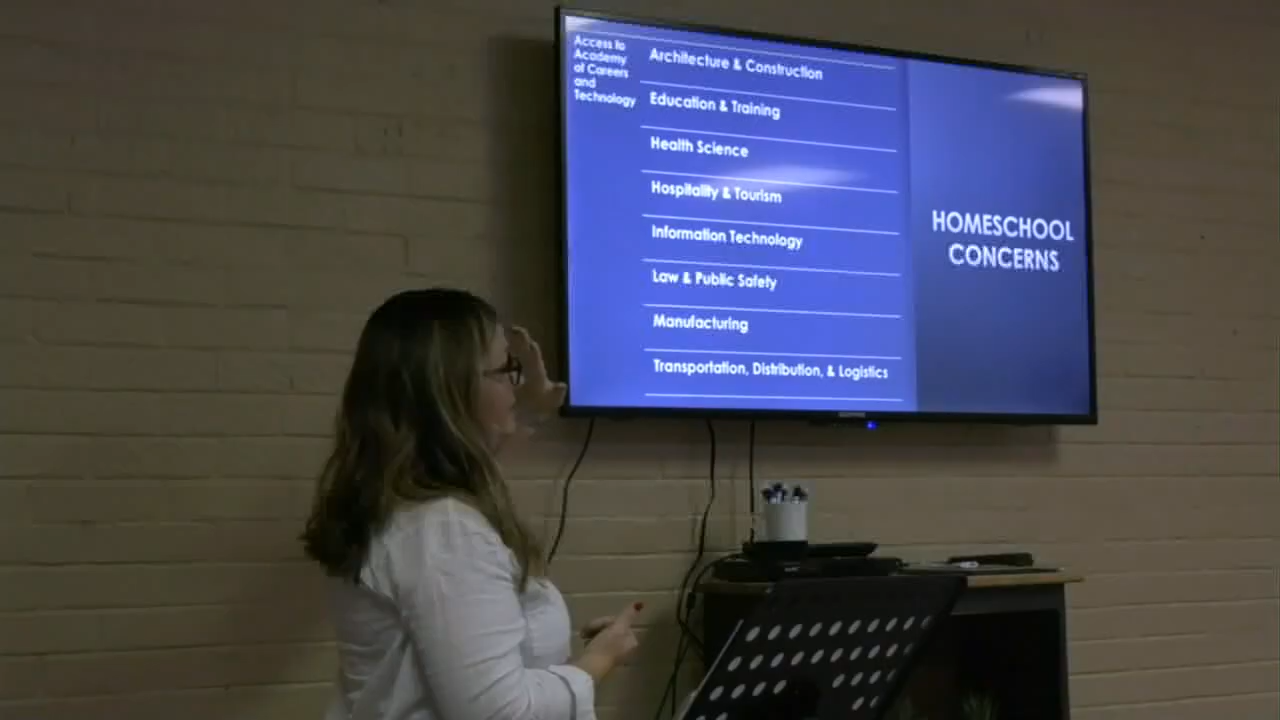 Access to
Academy
of Careers
and
Technology
Architecture & Construction
Education & Training
Health Science
Hospitality & Tourism
Information Technology
Law & Public Safety
Manufacturing
Transportation, Distribution, & Logistics
HOMESCHOOL
CONCERNS